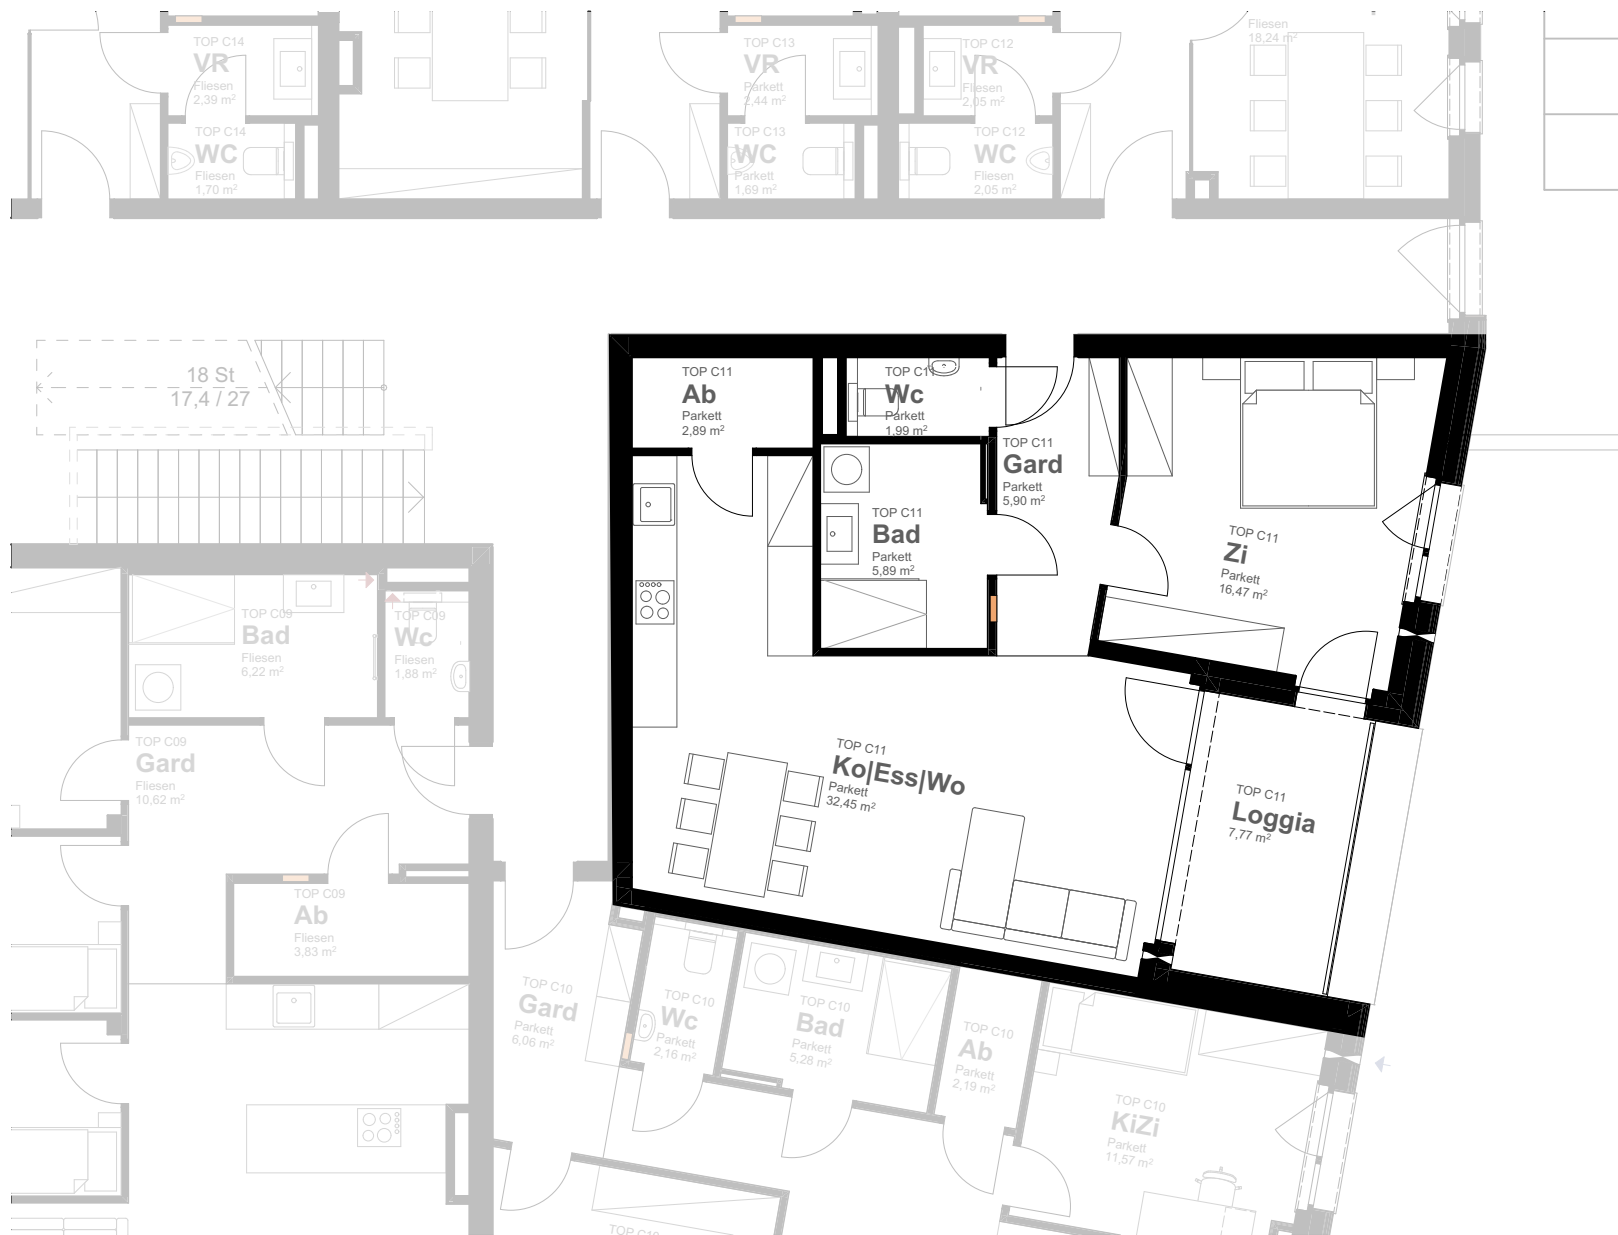 TOP C14
VR
Fliesen
2,39 m²
TOP C14
WC
Fliesen
1,70 m²
TOP C13
VR
Parkett
2,44 m²
TOP C13
WC
Parkett
1,69 m²
TOP C12
VR
Fliesen
2,05 m²
TOP C12
WC
Fliesen
2,05 m²
Fliesen
18,24 m²
18 St
17,4 / 27
TOP C11
Ab
Parkett
2,89 m²
TOP C11
Wc
Parkett
1,99 m²
TOP C11
Gard
Parkett
5,90 m²
TOP C11
Bad
Parkett
5,89 m²
TOP C11
Zi
Parkett
16,47 m²
TOP C11
Ko|Ess|Wo
Parkett
32,45 m²
TOP C11
Loggia
7,77 m²
TOP C09
Bad
Fliesen
6,22 m²
TOP C09
Wc
Fliesen
1,88 m²
TOP C09
Gard
Fliesen
10,62 m²
TOP C09
Ab
Fliesen
3,83 m²
TOP C10
Gard
Parkett
6,06 m²
TOP C10
Wc
Parkett
2,16 m²
TOP C10
Bad
Parkett
5,28 m²
TOP C10
Ab
Parkett
2,19 m²
TOP C10
KiZi
Parkett
11,57 m²
TOP C10